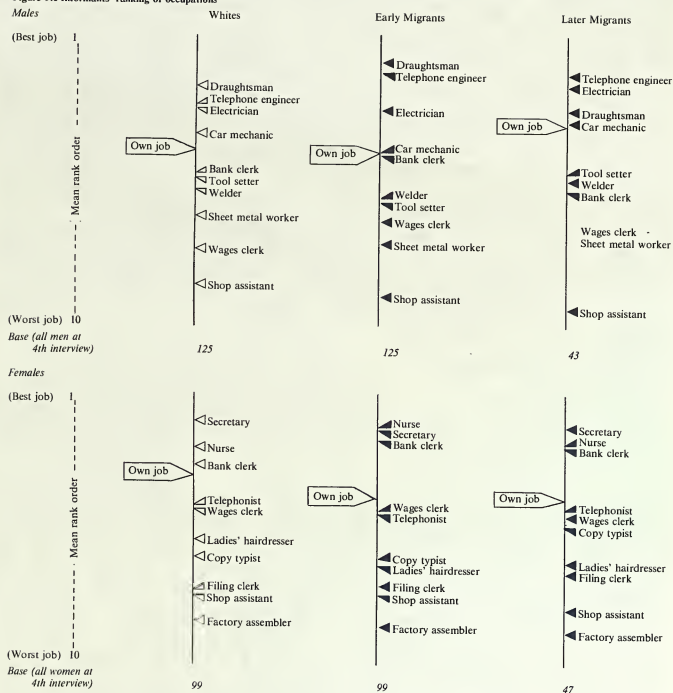 Males
Whites
Early Migrants
Later Migrants
(Best job) 1
Mean rank order
(Worst job) 10
Draughtsman
Telephone engineer
Electrician
Car mechanic
Own job
Bank clerk
Tool setter
Welder
Sheet metal worker
Wages clerk
Shop assistant
Draughtsman
Telephone engineer
Electrician
Own job
Car mechanic
Bank clerk
Welder
Tool setter
Wages clerk
Sheet metal worker
Shop assistant
Telephone engineer
Electrician
Draughtsman
Own job
Car mechanic
Tool setter
Welder
Bank clerk
Wages clerk -
Sheet metal worker
Shop assistant
Base (all men at
4th interview)
125
125
43
Females
(Best job) 1
Mean rank order
(Worst job) 10
Secretary
Nurse
Bank clerk
Own job
Telephonist
Wages clerk
Ladies' hairdresser
Copy typist
Filing clerk
Shop assistant
Factory assembler
Nurse
Secretary
Bank clerk
Own job
Wages clerk
Telephonist
Copy typist
Ladies' hairdresser
Filing clerk
Shop assistant
Factory assembler
Secretary
Nurse
Bank clerk
Own job
Telephonist
Wages clerk
Copy typist
Ladies' hairdresser
Filing clerk
Shop assistant
Factory assembler
Base (all women at
4th interview)
99
99
47